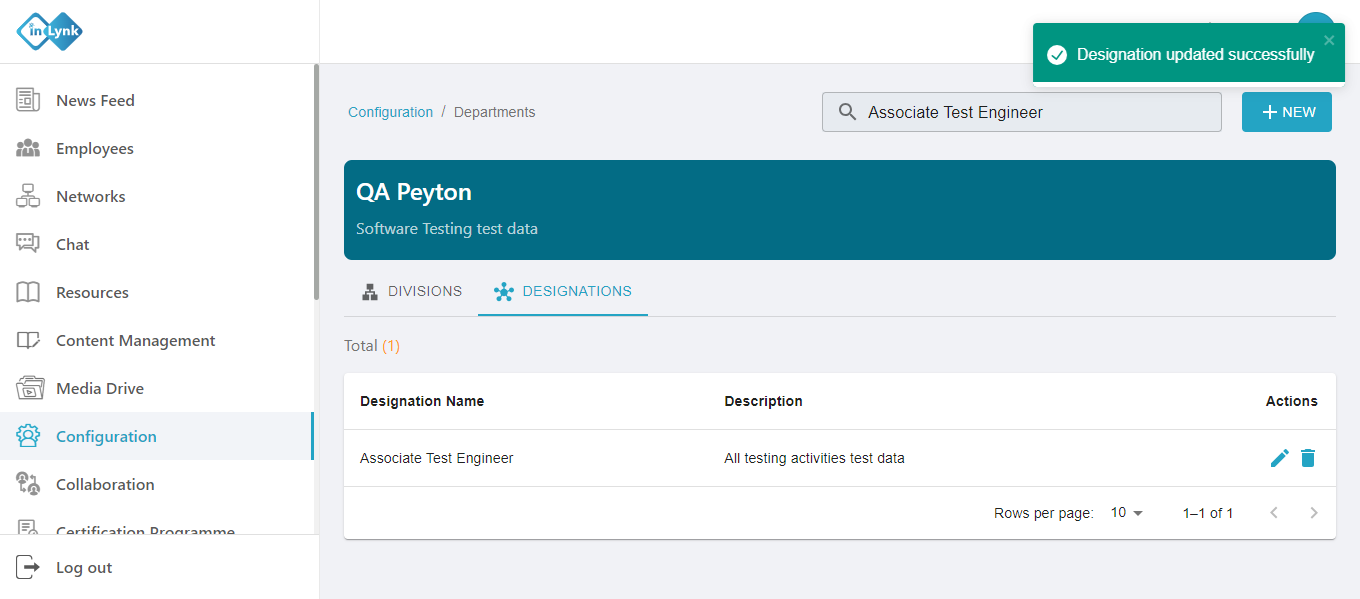 in Lynk
Designation updated successfully
News Feed
Employees
Networks
Chat
Resources
Content Management
Media Drive
Configuration
Collaboration
Certification Programme
Log out
Configuration / Departments
Associate Test Engineer
NEW
QA Peyton
Software Testing test data
DIVISIONS
DESIGNATIONS
Total (1)
Designation Name Description Actions
Associate Test Engineer All testing activities test data
Rows per page: 10 1–1 of 1